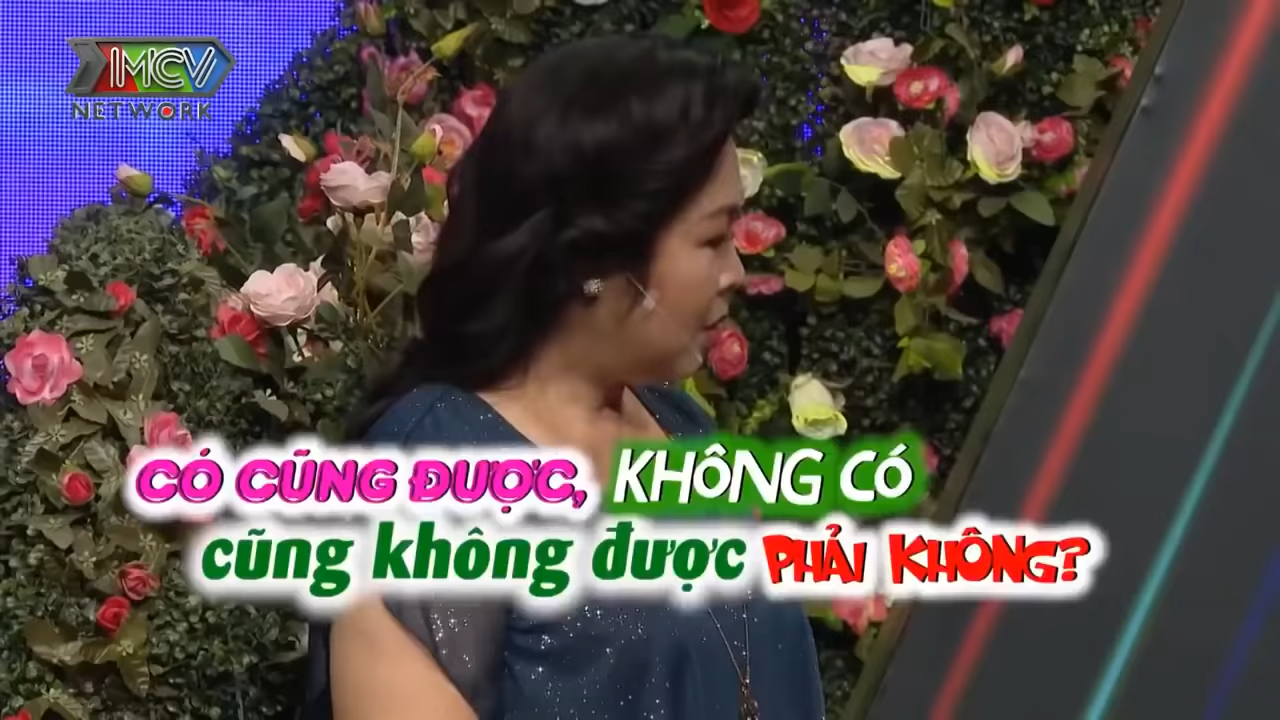 MCV
NETWORK
CÓ CŨNG ĐƯỢC, KHÔNG CÓ
cũng không được PHẢI KHÔNG?